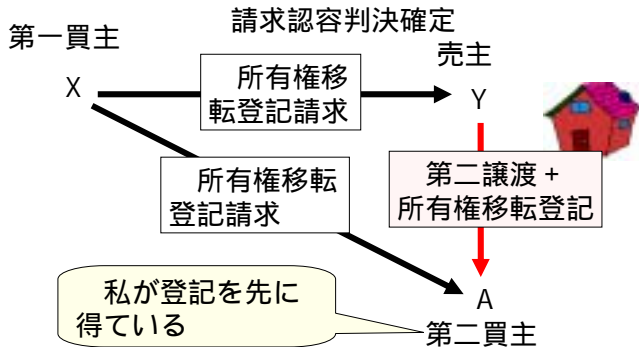 請求認容判決確定
第一買主
売主
X
所有権移
転登記請求
Y
所有権移転
登記請求
第二譲渡+
所有権移転登記
私が登記を先に
得ている
A
第二買主